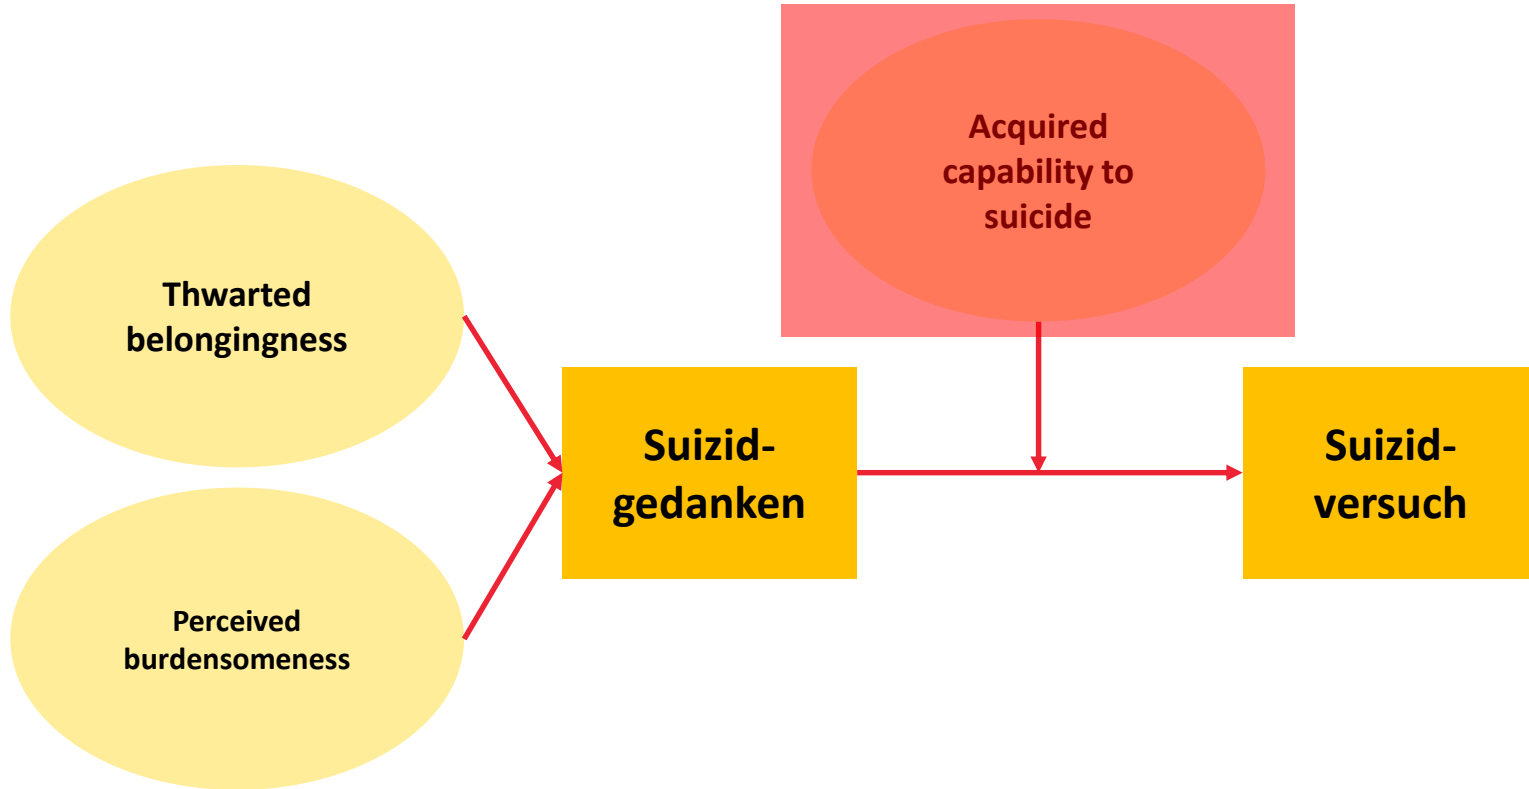 Acquired
capability to
suicide
Thwarted
belongingness
Suizid-
gedanken
Suizid-
versuch
Perceived
burdensomeness